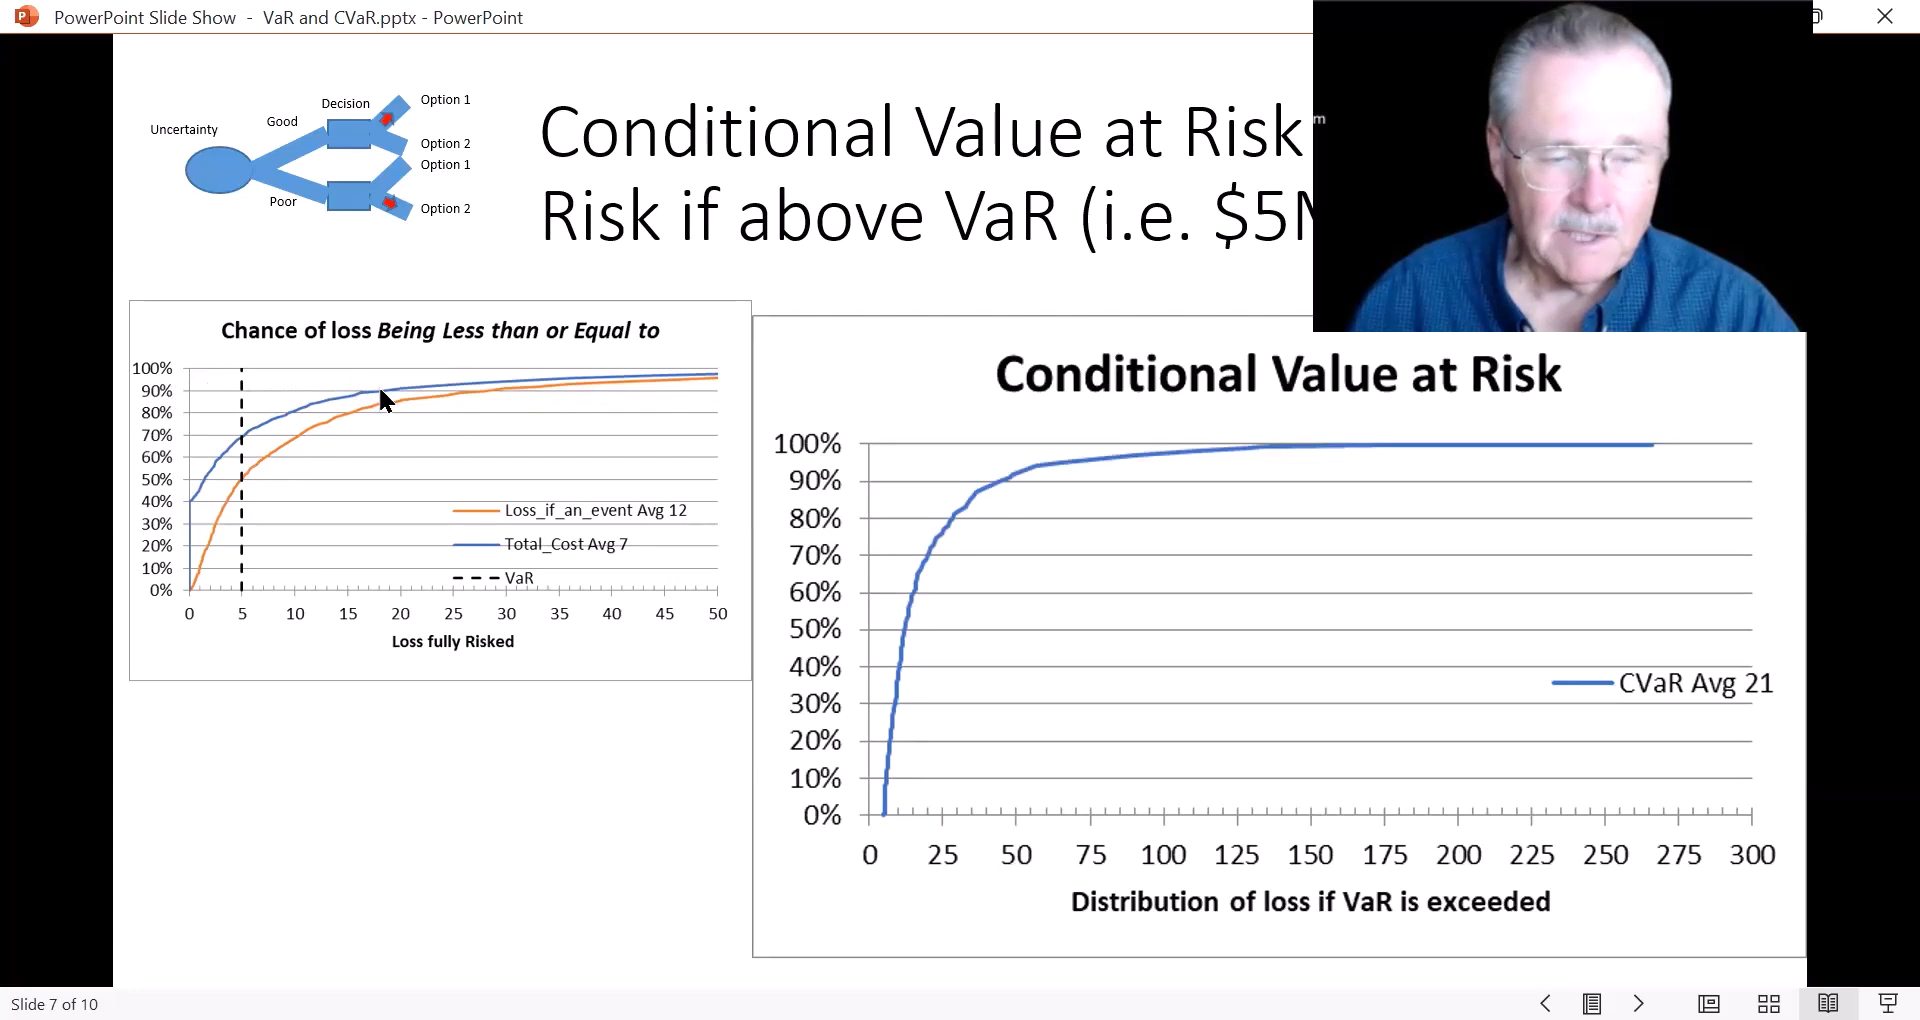 PowerPoint Slide Show - VaR and CVaR.pptx - PowerPoint
Decision
Option 1
Good
Uncertainty
Option 2
Option 1
Poor
Option 2
Conditional Value at Risk
Risk if above VaR (i.e. $5M
m
Chance of loss Being Less than or Equal to
100%
90%
80%
70%
60%
50%
40%
30%
20%
10%
0%
Loss_if_an_event Avg 12
Total_Cost Avg 7
VaR
0 5 10 15 20 25 30 35 40 45 50
Loss fully Risked
Conditional Value at Risk
100%
90%
80%
70%
60%
50%
40%
30%
20%
10%
0%
CVaR Avg 21
0 25 50 75 100 125 150 175 200 225 250 275 300
Distribution of loss if VaR is exceeded
Slide 7 of 10